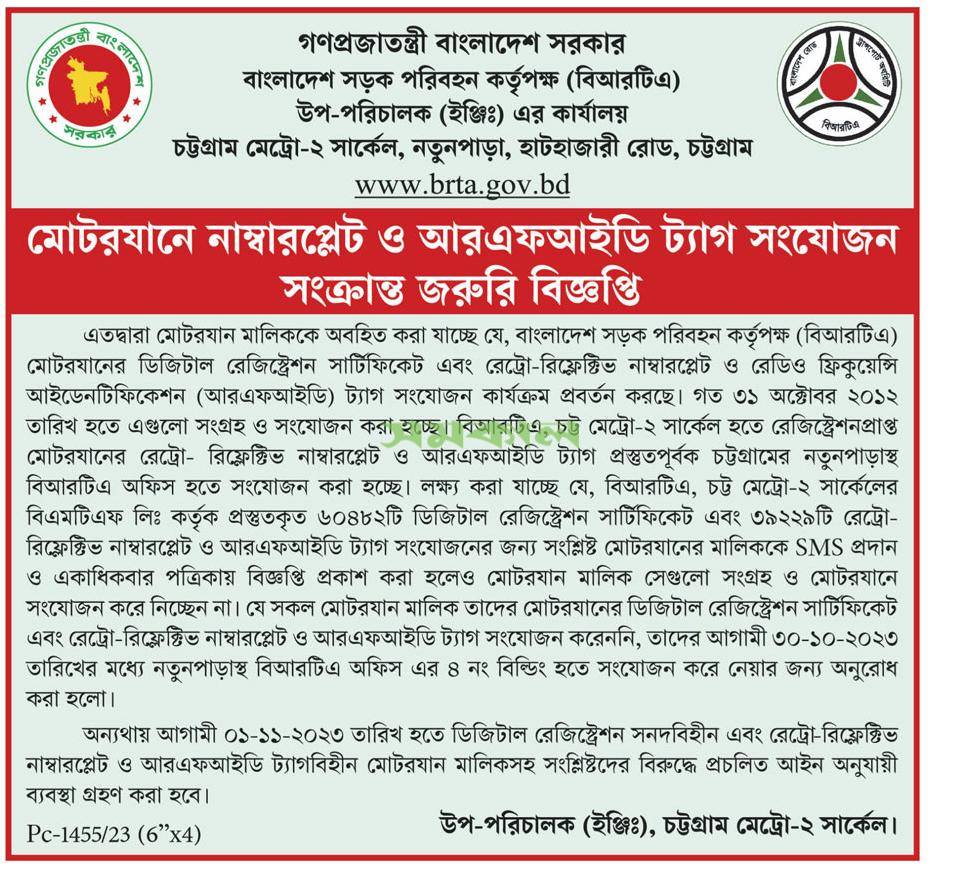 গণপ্রজাতন্ত্রী বাংলাদেশ
সরকার
বাংলাদেশ রোড
ট্রান্সপোর্ট অথরিটি
বিআরটিএ
গণপ্রজাতন্ত্রী বাংলাদেশ সরকার
বাংলাদেশ সড়ক পরিবহন কর্তৃপক্ষ (বিআরটিএ)
উপ-পরিচালক (ইঞ্জিঃ) এর কার্যালয়
চট্টগ্রাম মেট্রো-২ সার্কেল, নতুনপাড়া, হাটহাজারী রোড, চট্টগ্রাম
www.brta.gov.bd
মোটরযানে নাম্বারপ্লেট ও আরএফআইডি ট্যাগ সংযোজন
সংক্রান্ত জরুরি বিজ্ঞপ্তি
এতদ্বারা মোটরযান মালিককে অবহিত করা যাচ্ছে যে, বাংলাদেশ সড়ক পরিবহন কর্তৃপক্ষ (বিআরটিএ)
মোটরযানের ডিজিটাল রেজিস্ট্রেশন সার্টিফিকেট এবং রেট্রো-রিফ্লেক্টিভ নাম্বারপ্লেট ও রেডিও ফ্রিকুয়েন্সি
আইডেনটিফিকেশন (আরএফআইডি) ট্যাগ সংযোজন কার্যক্রম প্রবর্তন করছে। গত ৩১ অক্টোবর ২০১২
তারিখ হতে এগুলো সংগ্রহ ও সংযোজন করা হচ্ছে। বিআরটিএ, চট্ট মেট্রো-২ সার্কেল হতে রেজিস্ট্রেশনপ্রাপ্ত
সমকাল
মোটরযানের রেট্রো- রিফ্লেক্টিভ নাম্বারপ্লেট ও আরএফআইডি ট্যাগ প্রস্তুতপূর্বক চট্টগ্রামের নতুনপাড়াস্থ
বিআরটিএ অফিস হতে সংযোজন করা হচ্ছে। লক্ষ্য করা যাচ্ছে যে, বিআরটিএ, চট্ট মেট্রো-২ সার্কেলের
বিএমটিএফ লিঃ কর্তৃক প্রস্তুতকৃত ৬০৪৮২টি ডিজিটাল রেজিস্ট্রেশন সার্টিফিকেট এবং ৩৯২২৯টি রেট্রো-
রিফ্লেক্টিভ নাম্বারপ্লেট ও আরএফআইডি ট্যাগ সংযোজনের জন্য সংশ্লিষ্ট মোটরযানের মালিককে SMS প্রদান
ও একাধিকবার পত্রিকায় বিজ্ঞপ্তি প্রকাশ করা হলেও মোটরযান মালিক সেগুলো সংগ্রহ ও মোটরযানে
সংযোজন করে নিচ্ছেন না। যে সকল মোটরযান মালিক তাদের মোটরযানের ডিজিটাল রেজিস্ট্রেশন সার্টিফিকেট
এবং রেট্রো-রিফ্লেক্টিভ নাম্বারপ্লেট ও আরএফআইডি ট্যাগ সংযোজন করেননি, তাদের আগামী ৩০-১০-২০২৩
তারিখের মধ্যে নতুনপাড়াস্থ বিআরটিএ অফিস এর ৪ নং বিল্ডিং হতে সংযোজন করে নেয়ার জন্য অনুরোধ
করা হলো।
অন্যথায় আগামী ০১-১১-২০২৩ তারিখ হতে ডিজিটাল রেজিস্ট্রেশন সনদবিহীন এবং রেট্রো-রিফ্লেক্টিভ
নাম্বারপ্লেট ও আরএফআইডি ট্যাগবিহীন মোটরযান মালিকসহ সংশ্লিষ্টদের বিরুদ্ধে প্রচলিত আইন অনুযায়ী
ব্যবস্থা গ্রহণ করা হবে।
উপ-পরিচালক (ইঞ্জিঃ), চট্টগ্রাম মেট্রো-২ সার্কেল।
Pc-1455/23 (6”x4)